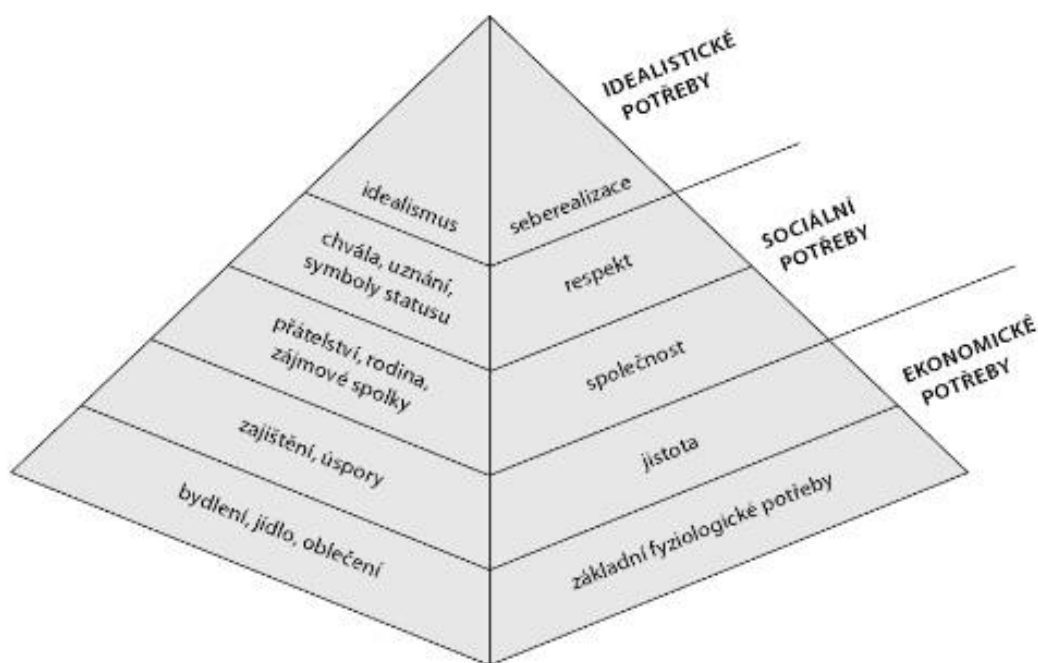 IDEALISTICKÉ
POTŘEBY
idealismus
seberealizace
chvála, uznání,
symboly statusu
respekt
SOCIÁLNÍ
POTŘEBY
přátelství, rodina,
zájmové spolky
společnost
EKONOMICKÉ
POTŘEBY
zajištění, úspory
jistota
bydlení, jídlo, oblečení
základní fyziologické potřeby